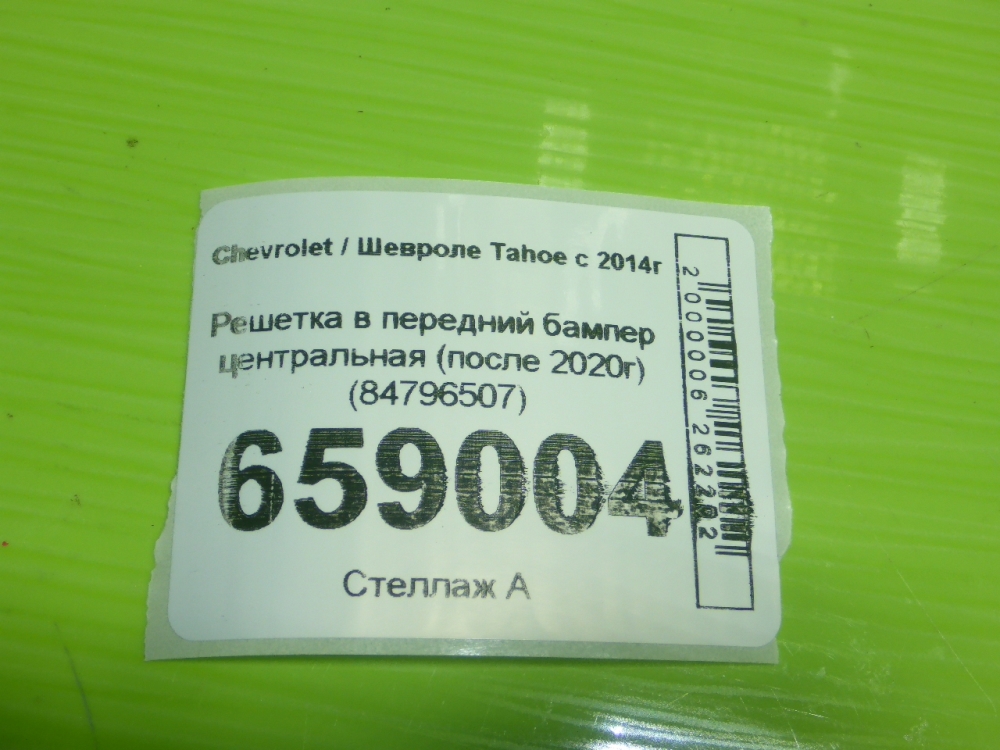 Chevrolet / Шевроле Tahoe с 2014г
Решетка в передний бампер
центральная (после 2020г)
(84796507)
659004
Стеллаж А